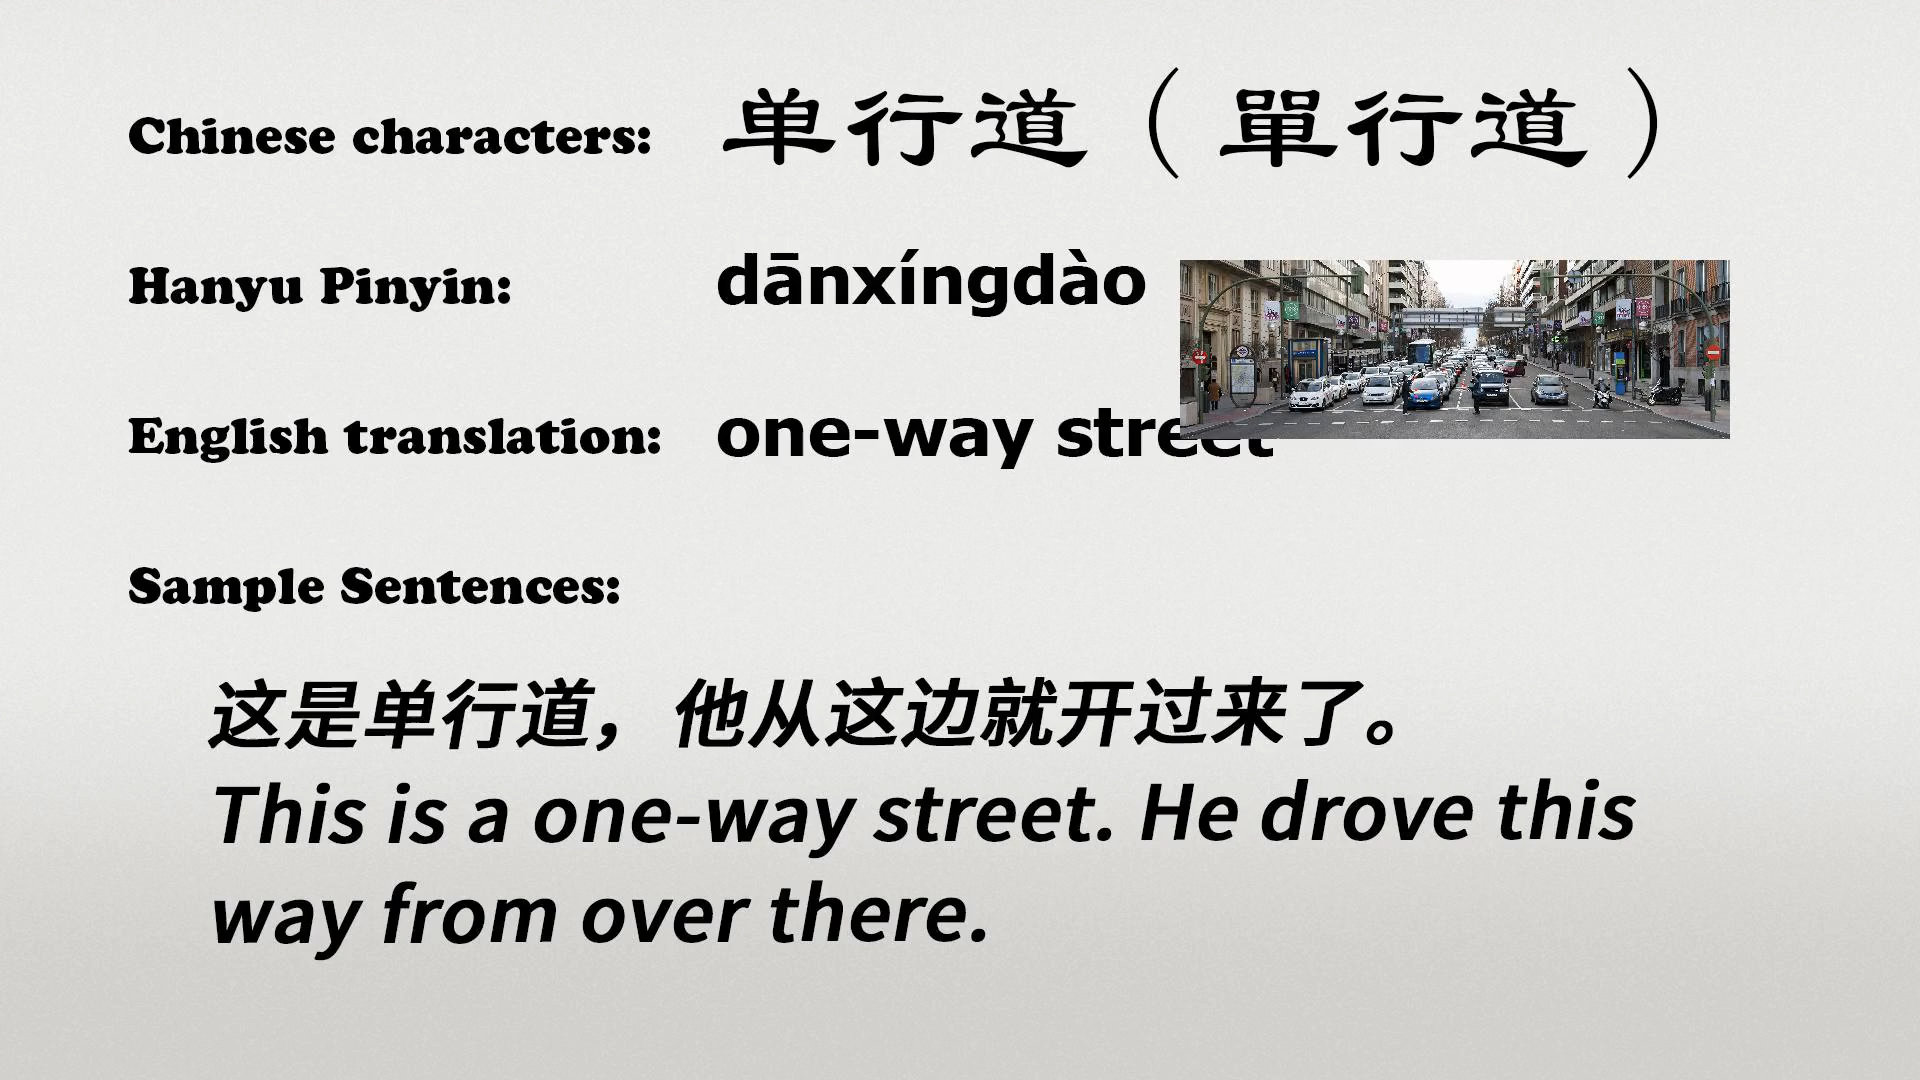 Chinese characters: 单行道（單行道）
Hanyu Pinyin: dānxíngdào
English translation: one-way street
Sample Sentences:
这是单行道，他从这边就开过来了。
This is a one-way street. He drove this
way from over there.